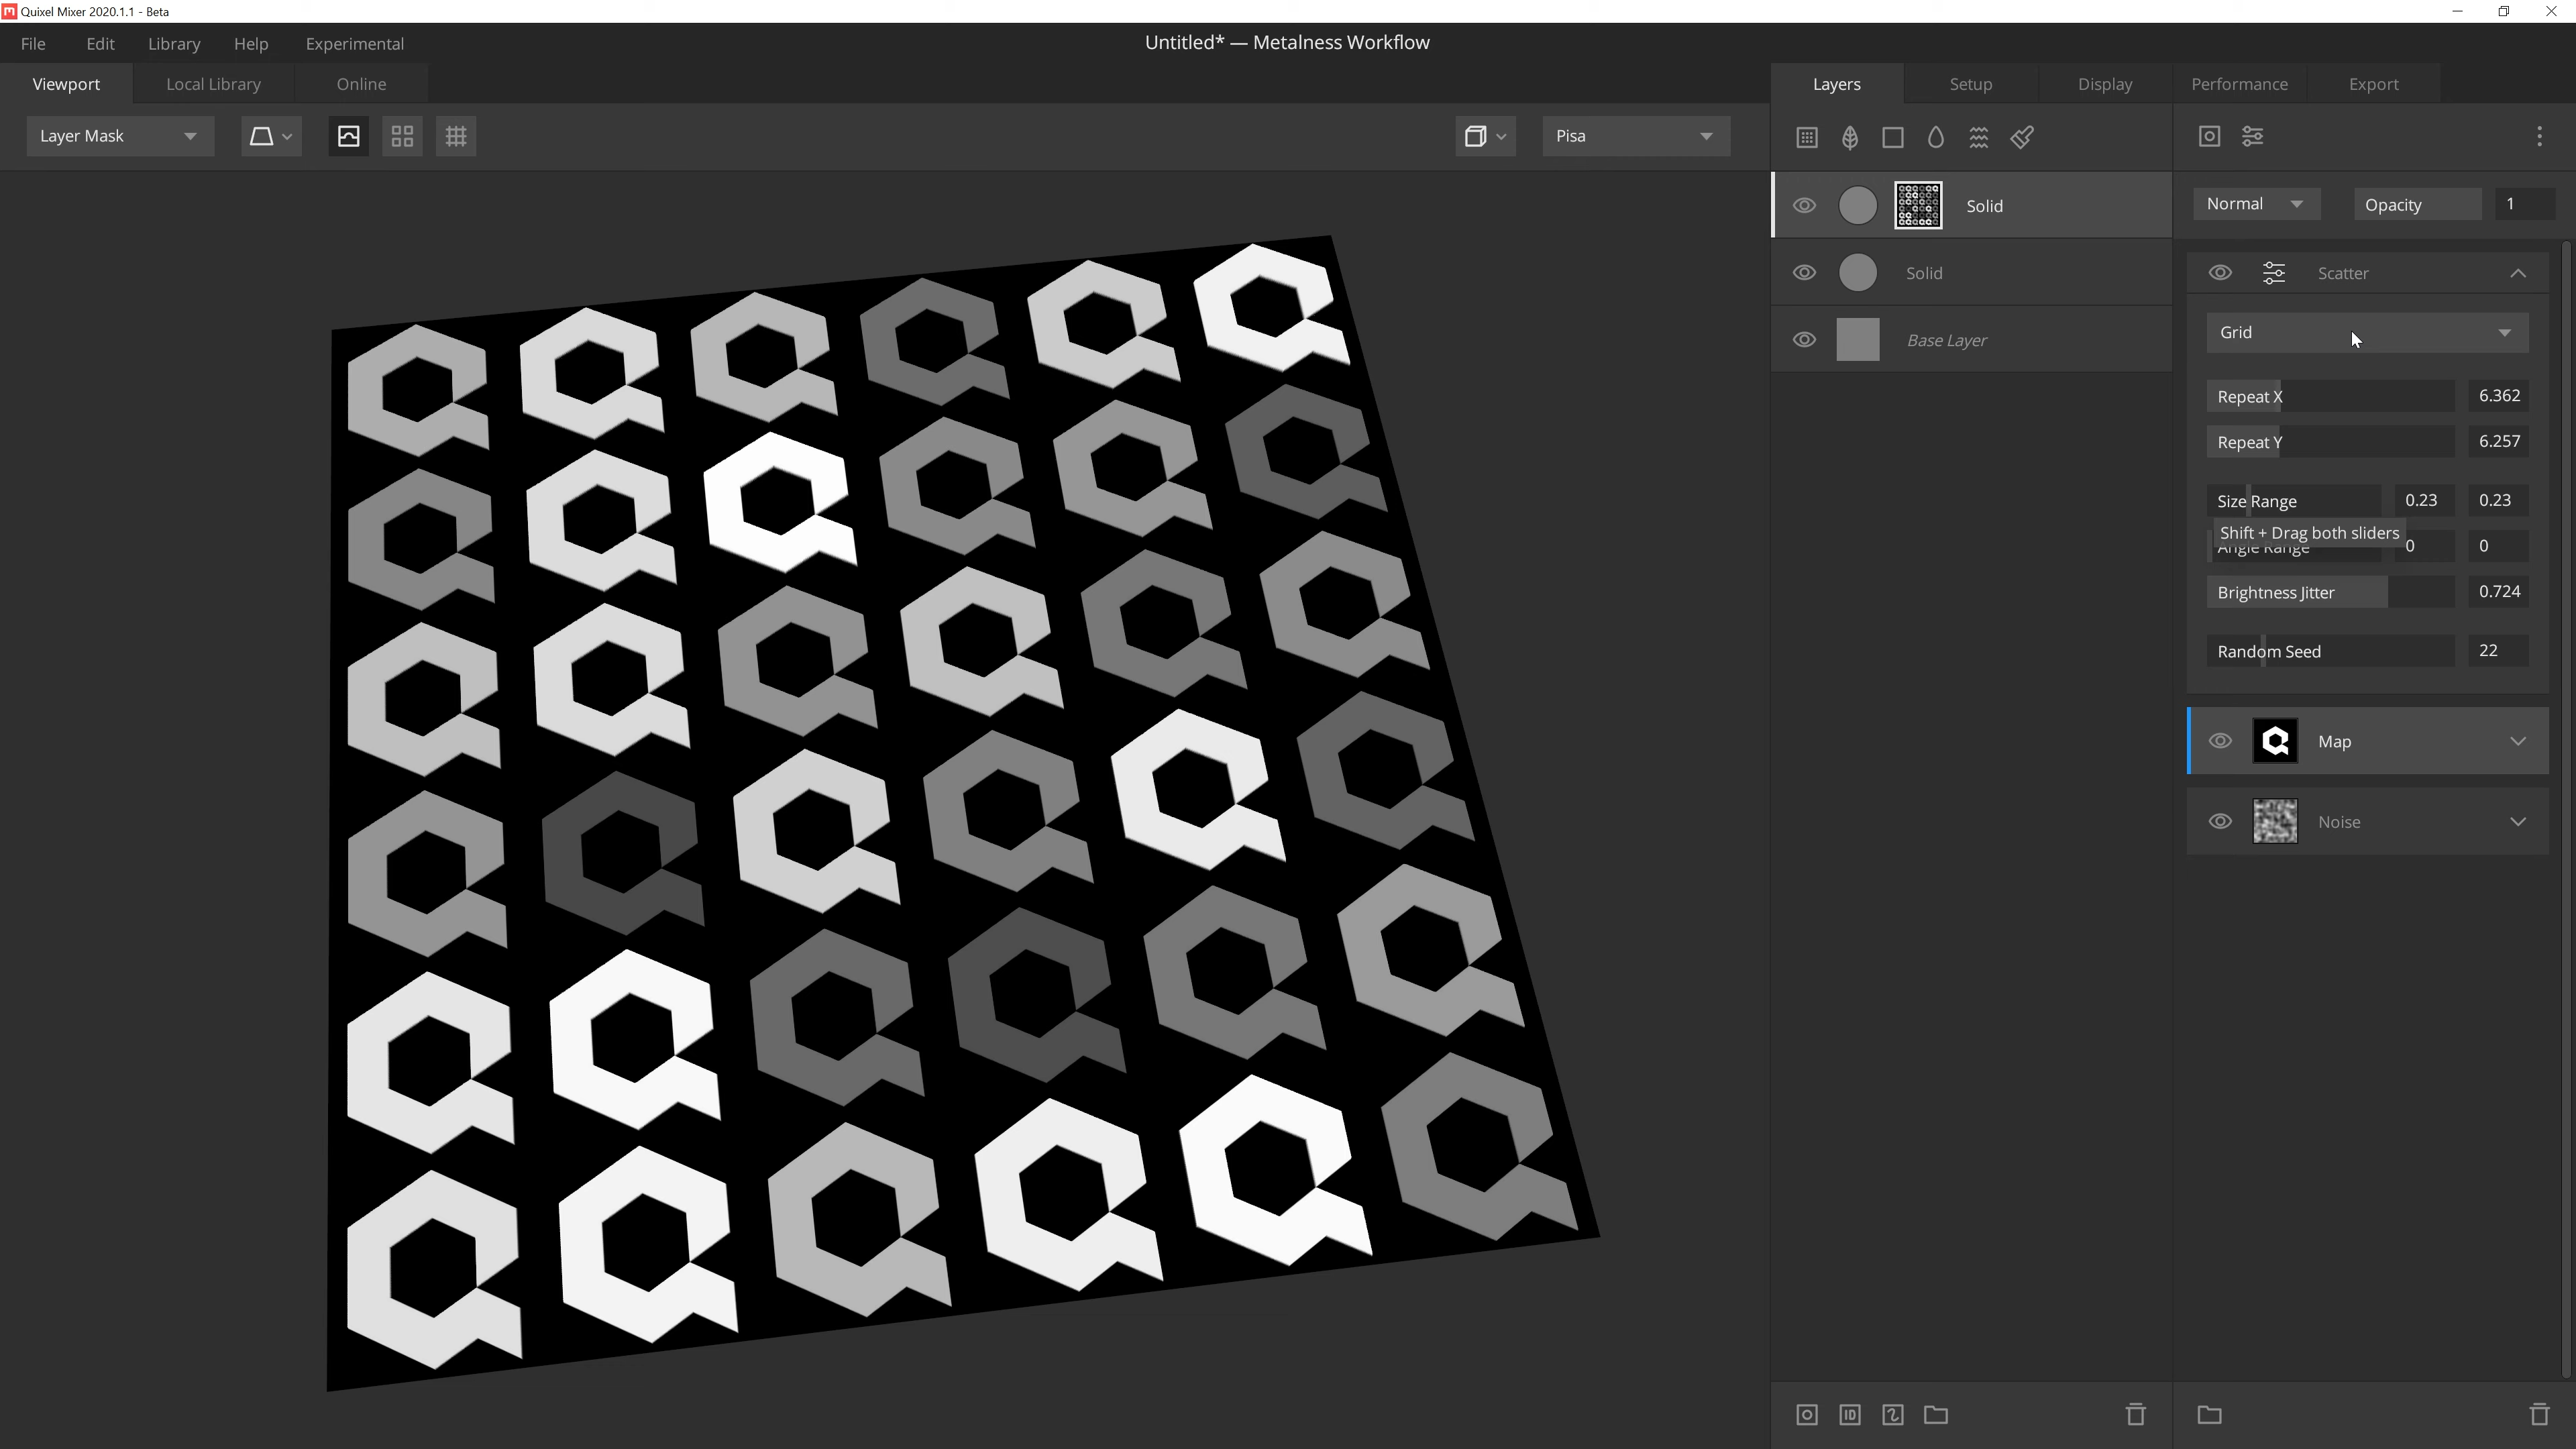 Quixel Mixer 2020.1.1 - Beta
File Edit Library Help Experimental
Untitled* — Metalness Workflow
Viewport Local Library Online
Layers Setup Display Performance Export
Layer Mask
Pisa
Solid
Solid
Base Layer
Normal Opacity 1
Scatter
Grid
Repeat X 6.362
Repeat Y 6.257
Size Range 0.23 0.23
Shift + Drag both sliders
Angle Range 0 0
Brightness Jitter 0.724
Random Seed 22
Map
Noise
ID